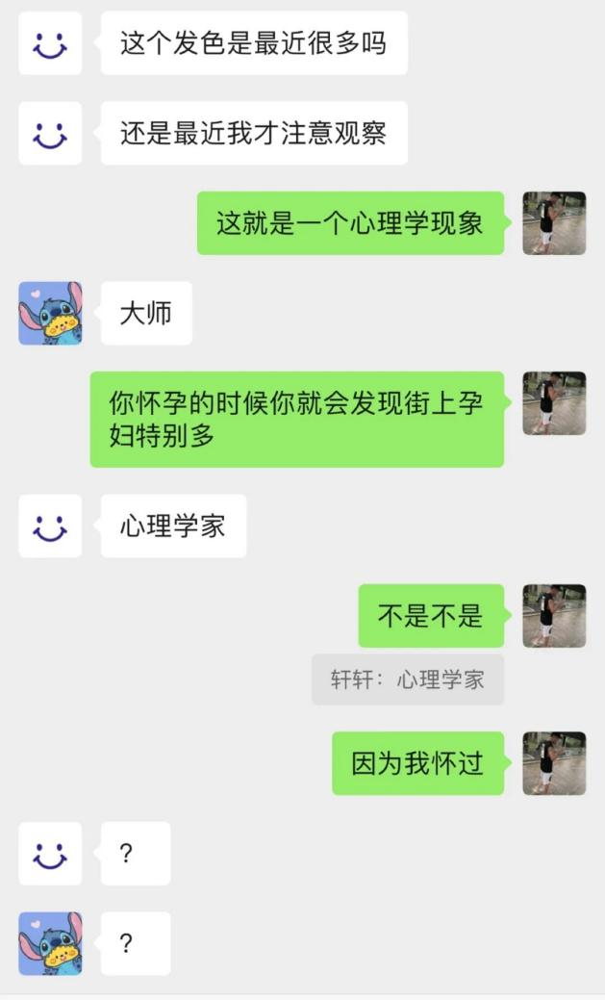 这个发色是最近很多吗
还是最近我才注意观察
这就是一个心理学现象
大师
你怀孕的时候你就会发现街上孕
妇特别多
心理学家
不是不是
轩轩：心理学家
因为我怀过
？
？